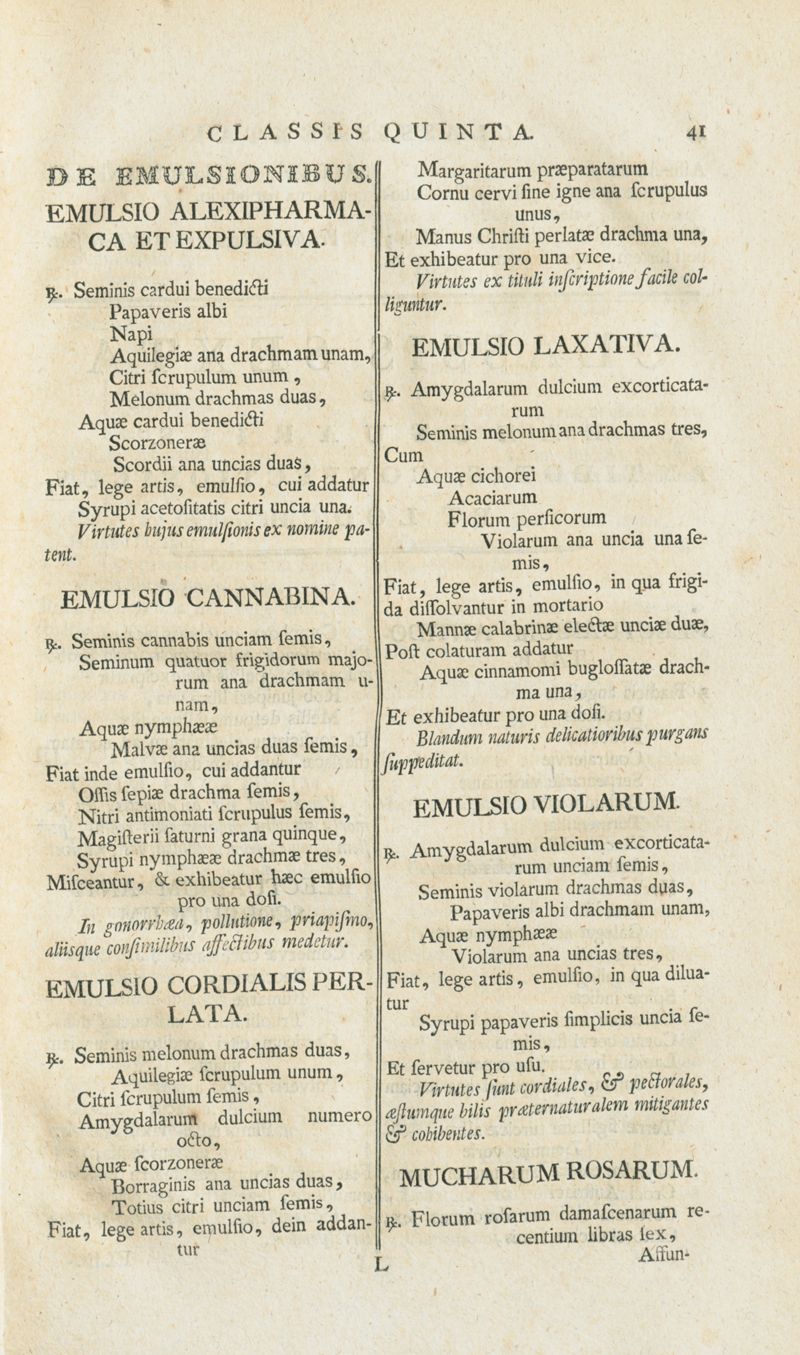 CLASSIS QUINTA. 41
DE EMULSIONIBUS.
EMULSIO ALEXIPHARMA-
CA ET EXPULSIVA.
℞. Seminis cardui benedicti
Papaveris albi
Napi
Aquilegiæ ana drachmam unam,
Citri ſcrupulum unum,
Melonum drachmas duas,
Aquæ cardui benedicti
Scorzoneræ
Scordii ana uncias duas,
Fiat, lege artis, emulſio, cui addatur
Syrupi acetoſitatis citri uncia una.
Virtutes hujus emulſionis ex nomine pa-
tent.
EMULSIO CANNABINA.
℞. Seminis cannabis unciam ſemis,
Seminum quatuor frigidorum majo-
rum ana drachmam u-
nam,
Aquæ nymphææ
Malvæ ana uncias duas ſemis,
Fiat inde emulſio, cui addantur
Oſſis ſepiæ drachma ſemis,
Nitri antimoniati ſcrupulus ſemis,
Magiſterii ſaturni grana quinque,
Syrupi nymphææ drachmæ tres,
Miſceantur, & exhibeatur hæc emulſio
pro una doſi.
In gonorrhæa, pollutione, priapiſmo,
aliisque conſimilibus affectibus medetur.
EMULSIO CORDIALIS PER-
LATA.
℞. Seminis melonum drachmas duas,
Aquilegiæ ſcrupulum unum,
Citri ſcrupulum ſemis,
Amygdalarum dulcium numero
octo,
Aquæ ſcorzoneræ
Borraginis ana uncias duas,
Totius citri unciam ſemis,
Fiat, lege artis, emulſio, dein addan-
tur
Margaritarum præparatarum
Cornu cervi ſine igne ana ſcrupulus
unus,
Manus Chriſti perlatæ drachma una,
Et exhibeatur pro una vice.
Virtutes ex tituli inſcriptione facile col-
liguntur.
EMULSIO LAXATIVA.
℞. Amygdalarum dulcium excorticata-
rum
Seminis melonum ana drachmas tres,
Cum
Aquæ cichorei
Acaciarum
Florum perſicorum
Violarum ana uncia una ſe-
mis,
Fiat, lege artis, emulſio, in qua frigi-
da diſſolvantur in mortario
Mannæ calabrinæ electæ unciæ duæ,
Poſt colaturam addatur
Aquæ cinnamomi bugloſſatæ drach-
ma una,
Et exhibeatur pro una doſi.
Blandum naturis delicatioribus purgans
ſuppeditat.
EMULSIO VIOLARUM.
℞. Amygdalarum dulcium excorticata-
rum unciam ſemis,
Seminis violarum drachmas duas,
Papaveris albi drachmam unam,
Aquæ nymphææ
Violarum ana uncias tres,
Fiat, lege artis, emulſio, in qua dilua-
tur
Syrupi papaveris ſimplicis uncia ſe-
mis,
Et ſervetur pro uſu.
Virtutes ſunt cordiales, & pectorales,
æſtumque bilis præternaturalem mitigantes
& cohibentes.
MUCHARUM ROSARUM.
℞. Florum roſarum damaſcenarum re-
centium libras ſex,
L Aſſun-